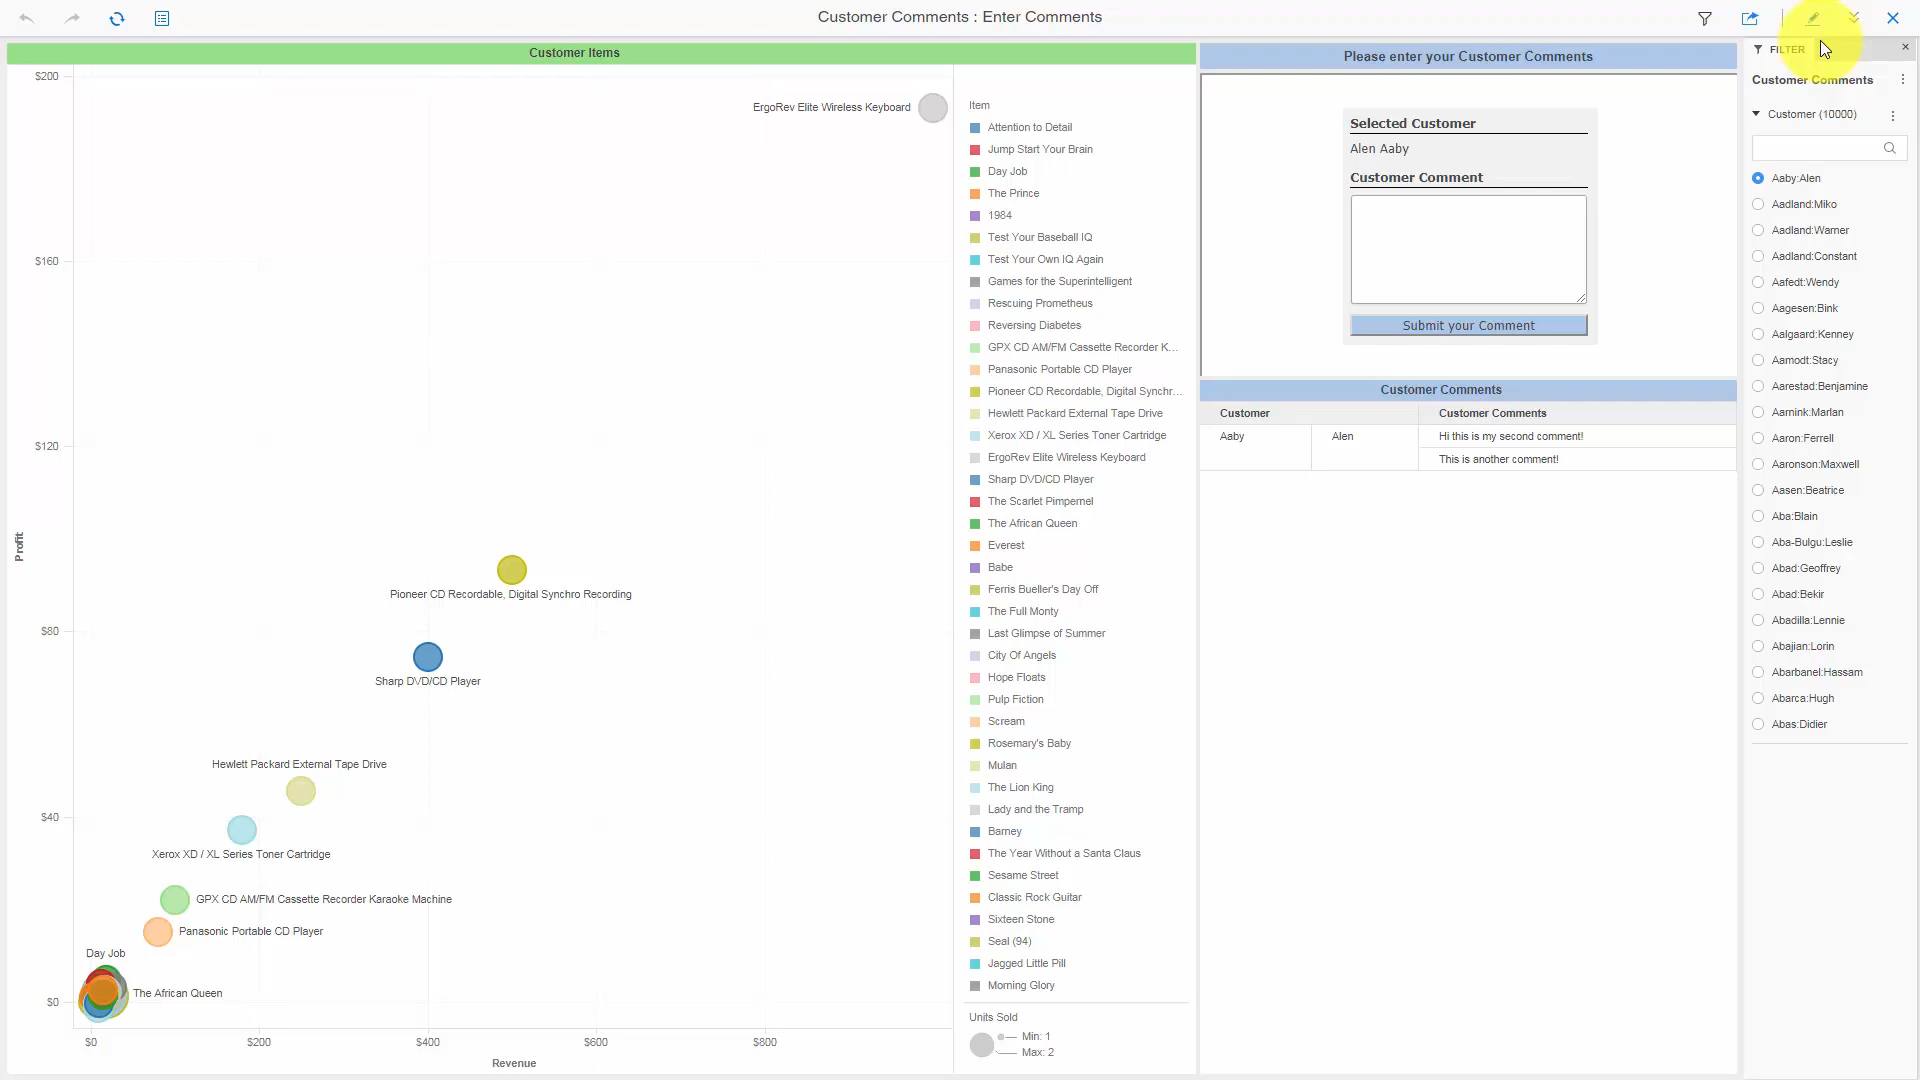 Customer Comments : Enter Comments
Customer Items
$200
$160
$120
$80
$40
$0
Profit
ErgoRev Elite Wireless Keyboard
Pioneer CD Recordable, Digital Synchro Recording
Sharp DVD/CD Player
Hewlett Packard External Tape Drive
Xerox XD / XL Series Toner Cartridge
GPX CD AM/FM Cassette Recorder Karaoke Machine
Panasonic Portable CD Player
Day Job
The African Queen
$0
$200
$400
$600
$800
Revenue
Item
Attention to Detail
Jump Start Your Brain
Day Job
The Prince
1984
Test Your Baseball IQ
Test Your Own IQ Again
Games for the Superintelligent
Rescuing Prometheus
Reversing Diabetes
GPX CD AM/FM Cassette Recorder K...
Panasonic Portable CD Player
Pioneer CD Recordable, Digital Synchr...
Hewlett Packard External Tape Drive
Xerox XD / XL Series Toner Cartridge
ErgoRev Elite Wireless Keyboard
Sharp DVD/CD Player
The Scarlet Pimpernel
The African Queen
Everest
Babe
Ferris Bueller's Day Off
The Full Monty
Last Glimpse of Summer
City Of Angels
Hope Floats
Pulp Fiction
Scream
Rosemary's Baby
Mulan
The Lion King
Lady and the Tramp
Barney
The Year Without a Santa Claus
Sesame Street
Classic Rock Guitar
Sixteen Stone
Seal (94)
Jagged Little Pill
Morning Glory
Units Sold
Min: 1
Max: 2
Please enter your Customer Comments
Selected Customer
Alen Aaby
Customer Comment
Submit your Comment
Customer Comments
Customer Customer Comments
Aaby Alen Hi this is my second comment!
This is another comment!
FILTER
Customer Comments
Customer (10000)
Aaby:Alen
Aadland:Miko
Aadland:Warner
Aadland:Constant
Aafedt:Wendy
Aagesen:Bink
Aalgaard:Kenney
Aamodt:Stacy
Aarestad:Benjamine
Aarnink:Marlan
Aaron:Ferrell
Aaronson:Maxwell
Aasen:Beatrice
Aba:Blain
Aba-Bulgu:Leslie
Abad:Geoffrey
Abad:Bekir
Abadilla:Lennie
Abajian:Lorin
Abarbanel:Hassam
Abarca:Hugh
Abas:Didier